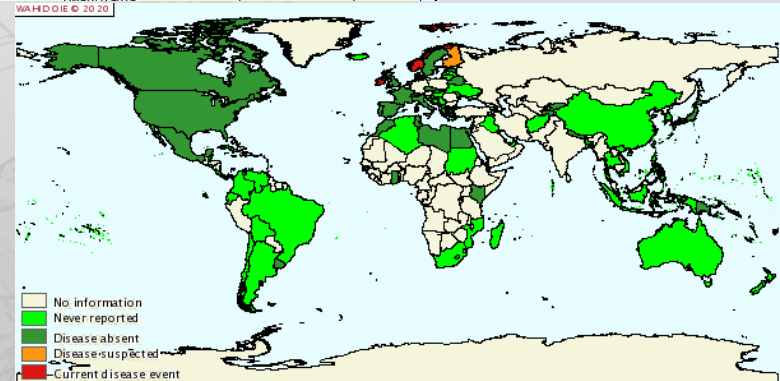 WAHID OIE © 2020
No information
Never reported
Disease absent
Disease suspected
Current disease event